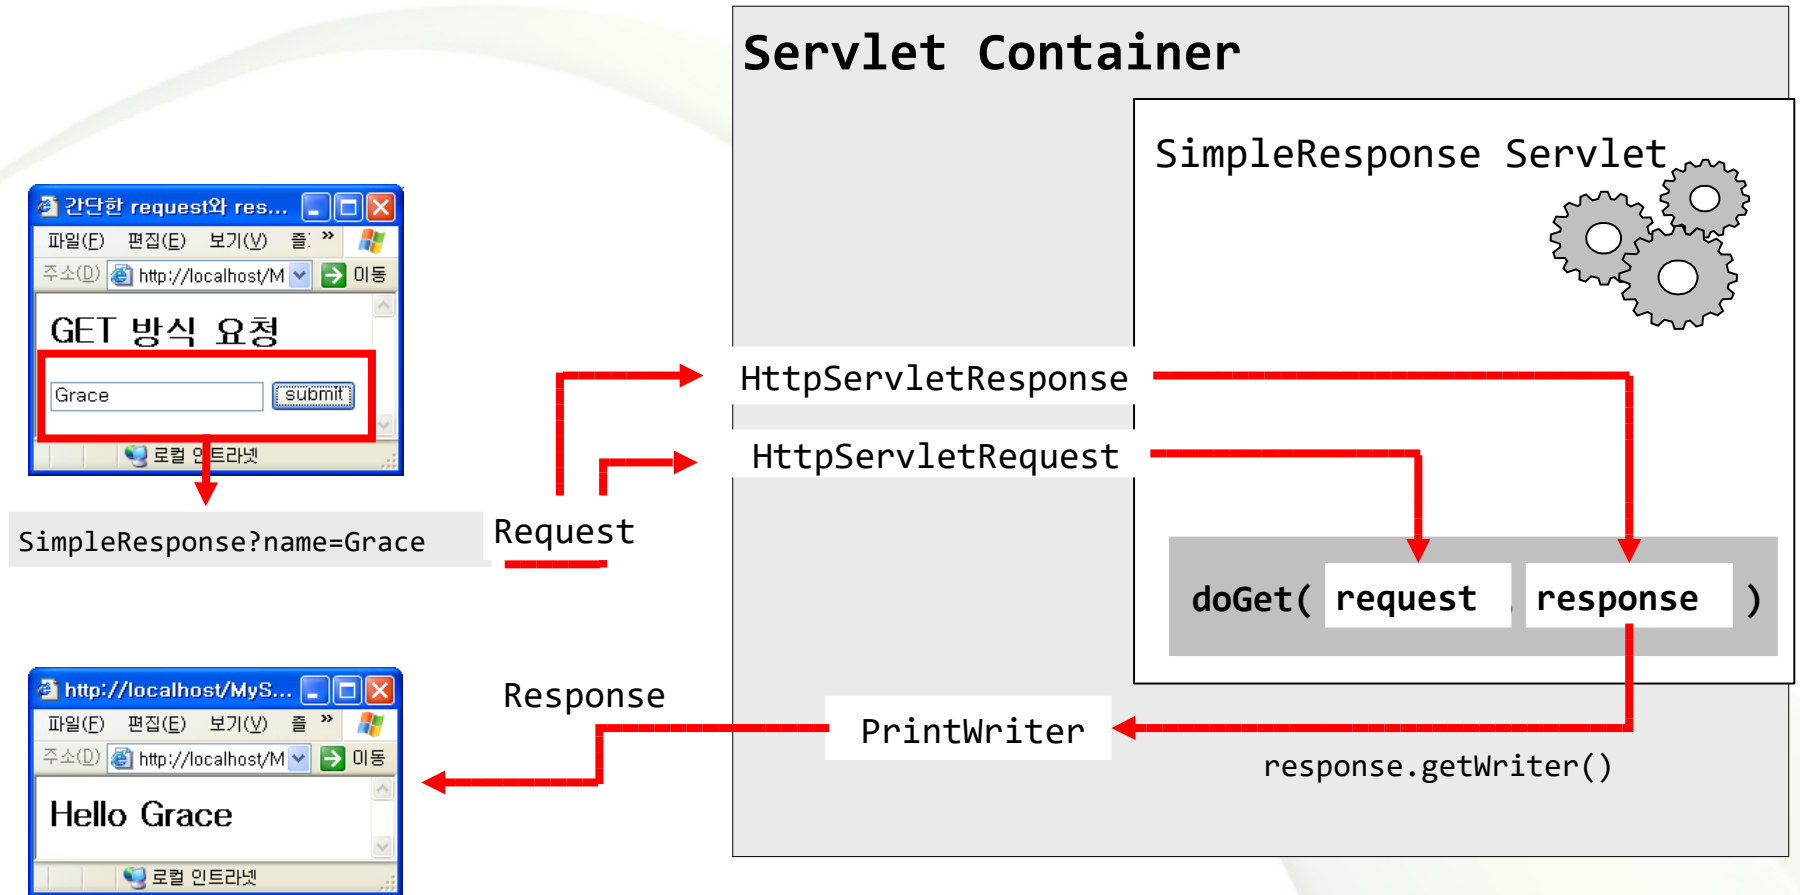 Servlet Container
SimpleResponse Servlet
간단한 request와 res...
파일(F) 편집(E) 보기(V) 즐 »
주소(D) http://localhost/M 이동
GET 방식 요청
Grace submit
로컬 인트라넷
SimpleResponse?name=Grace
Request
HttpServletResponse
HttpServletRequest
doGet( request , response )
Response
PrintWriter
response.getWriter()
http://localhost/MyS...
파일(F) 편집(E) 보기(V) 즐 »
주소(D) http://localhost/M 이동
Hello Grace
로컬 인트라넷